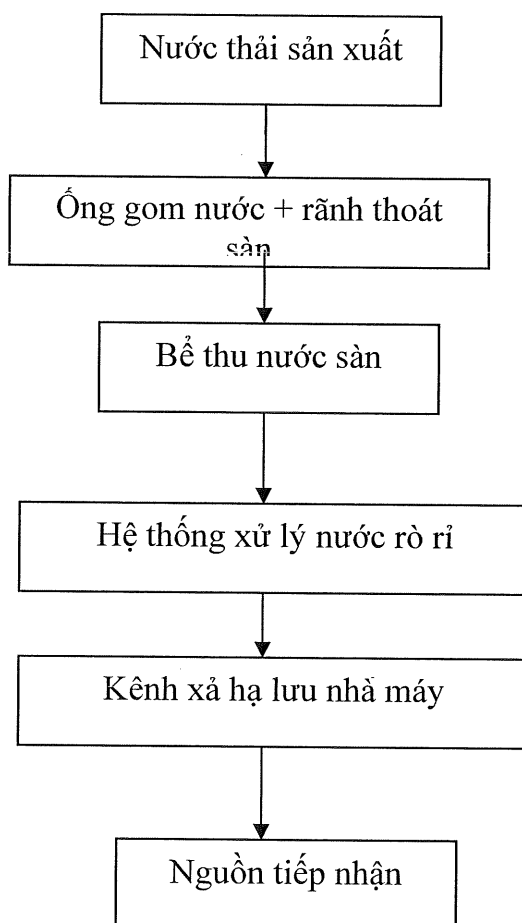 Nước thải sản xuất
Ống gom nước + rãnh thoát
sàn
Bể thu nước sàn
Hệ thống xử lý nước rò rỉ
Kênh xả hạ lưu nhà máy
Nguồn tiếp nhận